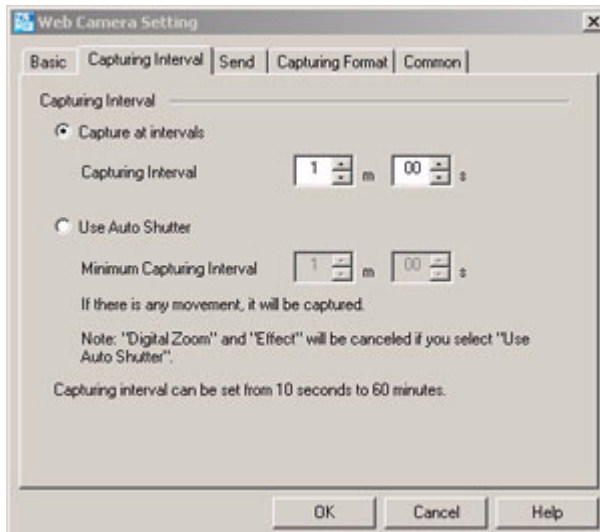 Web Camera Setting
Basic Capturing Interval Send Capturing Format Common
Capturing Interval
Capture at intervals
Capturing Interval 1 m 00 s
Use Auto Shutter
Minimum Capturing Interval 1 m 00 s
If there is any movement, it will be captured.
Note: "Digital Zoom" and "Effect" will be canceled if you select "Use
Auto Shutter".
Capturing interval can be set from 10 seconds to 60 minutes.
OK Cancel Help